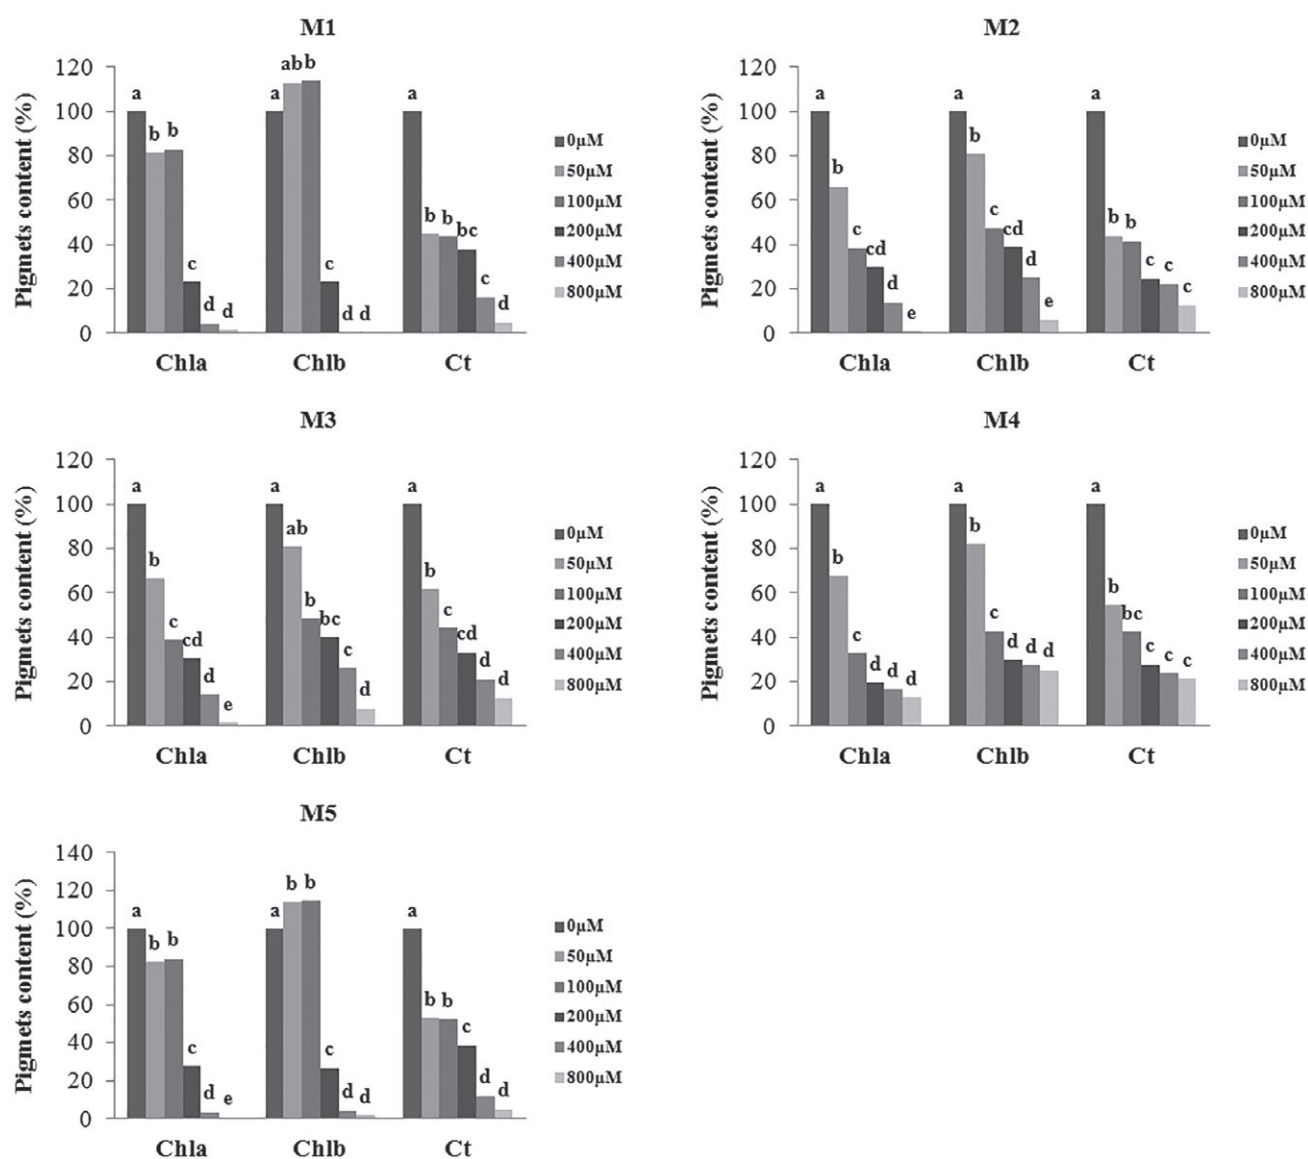 M1
Pigmets content (%)
120
100
80
60
40
20
0
a b b c d d
a ab b c d d
a b b bc c d
Chla Chlb Ct
0µM
50µM
100µM
200µM
400µM
800µM
M2
Pigmets content (%)
120
100
80
60
40
20
0
a b c cd d e
a b c cd d e
a b b c c c
Chla Chlb Ct
0µM
50µM
100µM
200µM
400µM
800µM
M3
Pigmets content (%)
120
100
80
60
40
20
0
a b c cd d e
a ab b bc c d
a b c cd d d
Chla Chlb Ct
0µM
50µM
100µM
200µM
400µM
800µM
M4
Pigmets content (%)
120
100
80
60
40
20
0
a b c d d d
a b c d d d
a b bc c c c
Chla Chlb Ct
0µM
50µM
100µM
200µM
400µM
800µM
M5
Pigmets content (%)
140
120
100
80
60
40
20
0
a b b c d e
a b b c d d
a b b c d d
Chla Chlb Ct
0µM
50µM
100µM
200µM
400µM
800µM